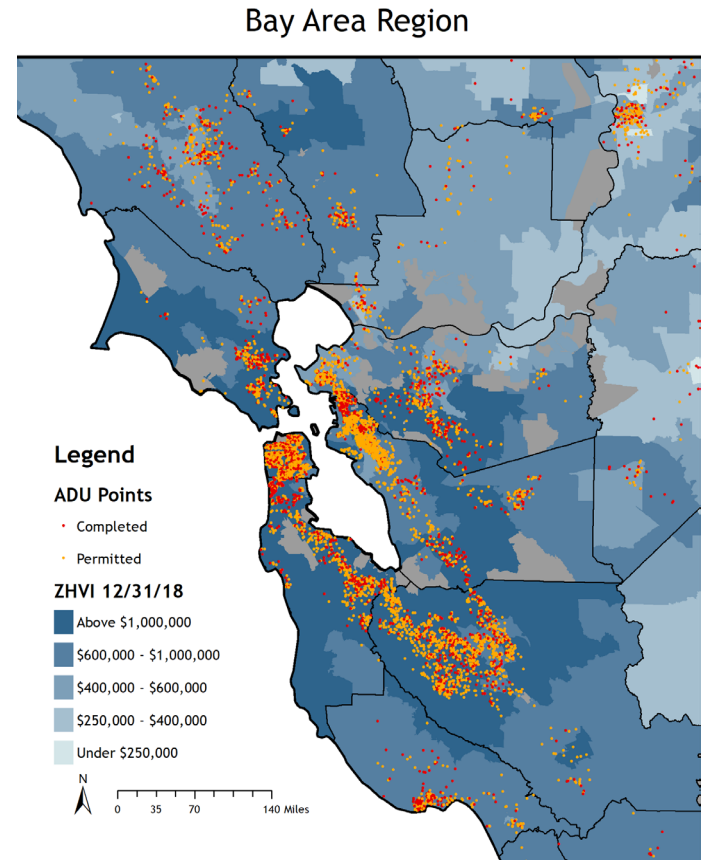 Bay Area Region
Legend
ADU Points
Completed
Permitted
ZHVI 12/31/18
Above $1,000,000
$600,000 - $1,000,000
$400,000 - $600,000
$250,000 - $400,000
Under $250,000
N
0 35 70 140 Miles